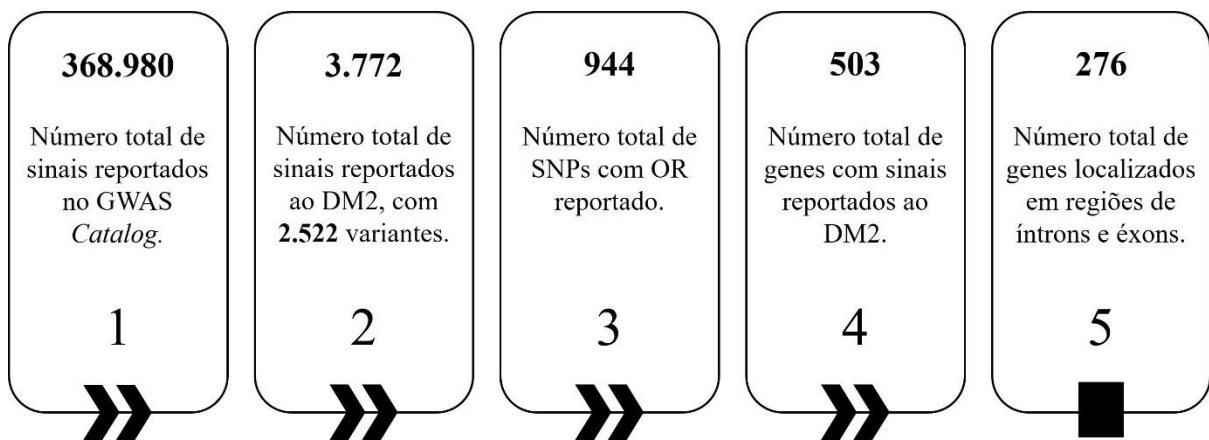 368.980
Número total de
sinais reportados
no GWAS
Catalog.
1
3.772
Número total de
sinais reportados
ao DM2, com
2.522 variantes.
2
944
Número total de
SNPs com OR
reportado.
3
503
Número total de
genes com sinais
reportados ao
DM2.
4
276
Número total de
genes localizados
em regiões de
íntrons e éxons.
5